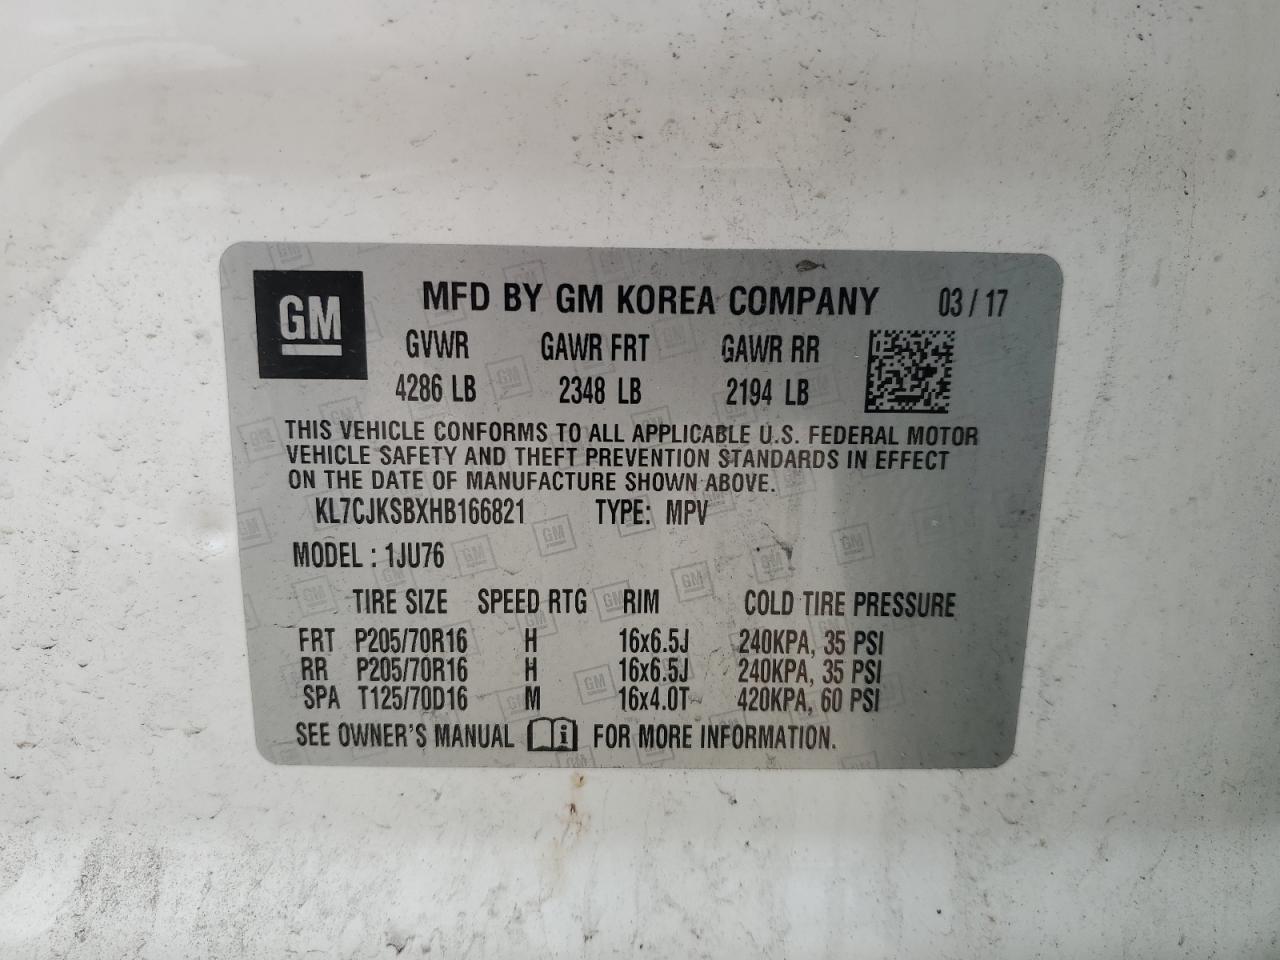 GM
MFD BY GM KOREA COMPANY 03 / 17
GVWR GAWR FRT GAWR RR
4286 LB 2348 LB 2194 LB
THIS VEHICLE CONFORMS TO ALL APPLICABLE U.S. FEDERAL MOTOR
VEHICLE SAFETY AND THEFT PREVENTION STANDARDS IN EFFECT
ON THE DATE OF MANUFACTURE SHOWN ABOVE.
KL7CJKSBXHB166821 TYPE: MPV
MODEL : 1JU76
TIRE SIZE SPEED RTG RIM COLD TIRE PRESSURE
FRT P205/70R16 H 16x6.5J 240KPA, 35 PSI
RR P205/70R16 H 16x6.5J 240KPA, 35 PSI
SPA T125/70D16 M 16x4.0T 420KPA, 60 PSI
SEE OWNER'S MANUAL i FOR MORE INFORMATION.